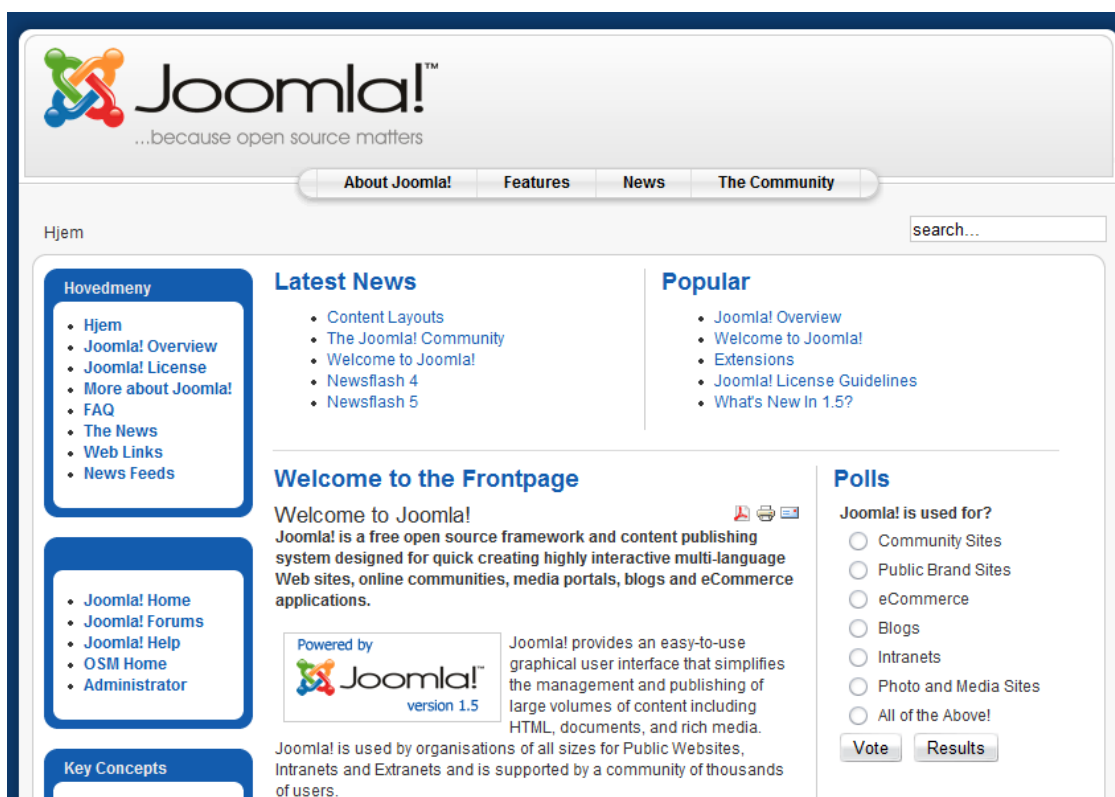 Joomla!™
...because open source matters
About Joomla! Features News The Community
Hjem
search...
Hovedmeny
Hjem
Joomla! Overview
Joomla! License
More about Joomla!
FAQ
The News
Web Links
News Feeds
Joomla! Home
Joomla! Forums
Joomla! Help
OSM Home
Administrator
Key Concepts
Latest News
Content Layouts
The Joomla! Community
Welcome to Joomla!
Newsflash 4
Newsflash 5
Popular
Joomla! Overview
Welcome to Joomla!
Extensions
Joomla! License Guidelines
What's New In 1.5?
Welcome to the Frontpage
Welcome to Joomla!
Joomla! is a free open source framework and content publishing
system designed for quick creating highly interactive multi-language
Web sites, online communities, media portals, blogs and eCommerce
applications.
Powered by
Joomla!™
version 1.5
Joomla! provides an easy-to-use
graphical user interface that simplifies
the management and publishing of
large volumes of content including
HTML, documents, and rich media.
Joomla! is used by organisations of all sizes for Public Websites,
Intranets and Extranets and is supported by a community of thousands
of users.
Polls
Joomla! is used for?
Community Sites
Public Brand Sites
eCommerce
Blogs
Intranets
Photo and Media Sites
All of the Above!
Vote Results